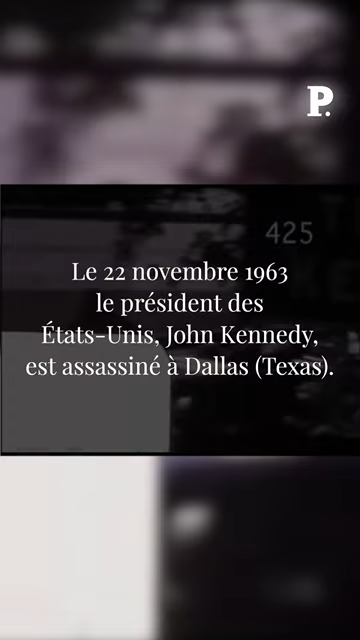 P.
425
Le 22 novembre 1963
le président des
États-Unis, John Kennedy,
est assassiné à Dallas (Texas).